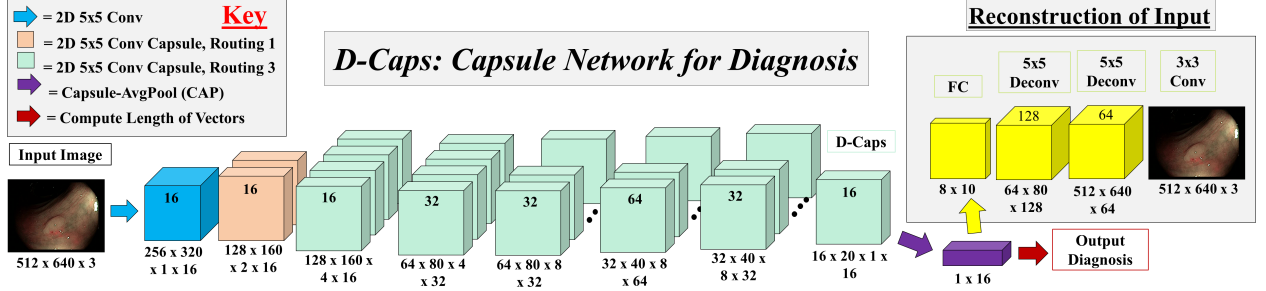 Key
= 2D 5x5 Conv
= 2D 5x5 Conv Capsule, Routing 1
= 2D 5x5 Conv Capsule, Routing 3
= Capsule-AvgPool (CAP)
= Compute Length of Vectors
D-Caps: Capsule Network for Diagnosis
Reconstruction of Input
FC
5x5
Deconv
5x5
Deconv
3x3
Conv
128
64
8 x 10
64 x 80
x 128
512 x 640
x 64
512 x 640 x 3
Input Image
512 x 640 x 3
16
256 x 320
x 1 x 16
16
128 x 160
x 2 x 16
16
128 x 160 x
4 x 16
32
64 x 80 x 4
x 32
32
64 x 80 x 8
x 32
64
32 x 40 x 8
x 64
32
32 x 40 x
8 x 32
D-Caps
16
16 x 20 x 1 x
16
1 x 16
Output
Diagnosis